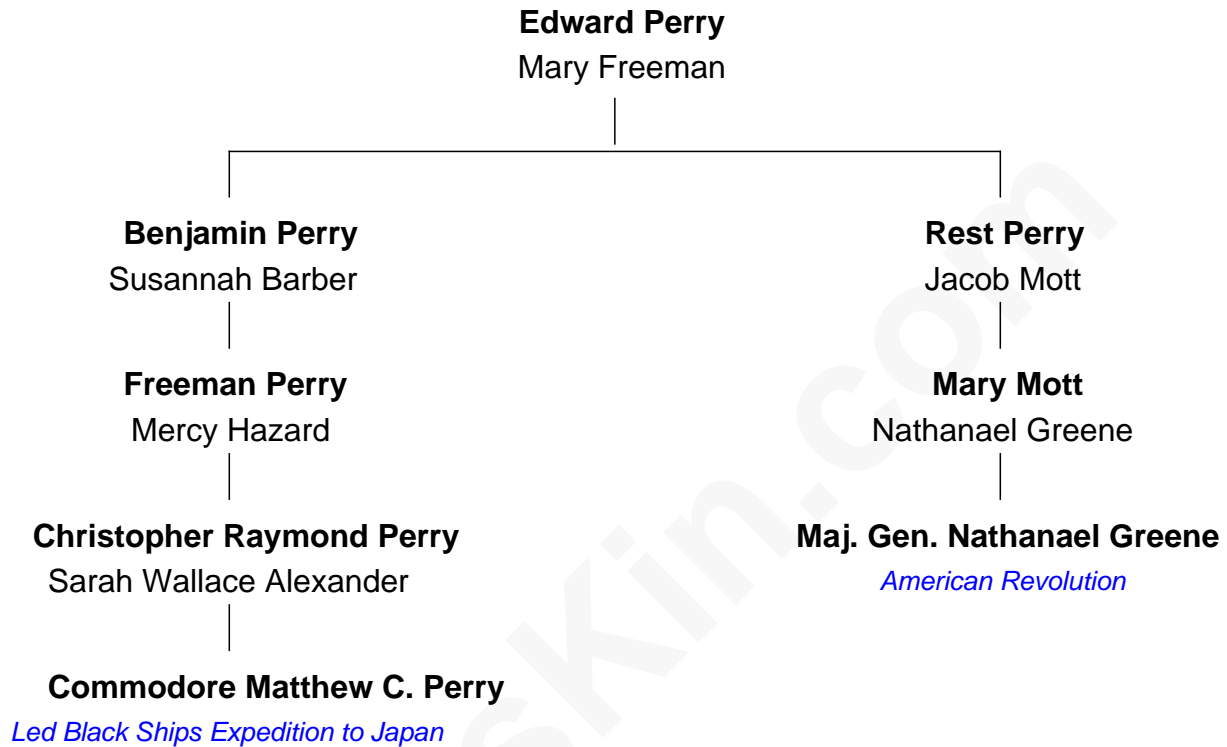 Edward Perry
Mary Freeman
Benjamin Perry
Susannah Barber
Rest Perry
Jacob Mott
Freeman Perry
Mercy Hazard
Mary Mott
Nathanael Greene
Christopher Raymond Perry
Sarah Wallace Alexander
Maj. Gen. Nathanael Greene
American Revolution
Commodore Matthew C. Perry
Led Black Ships Expedition to Japan
sKin.com